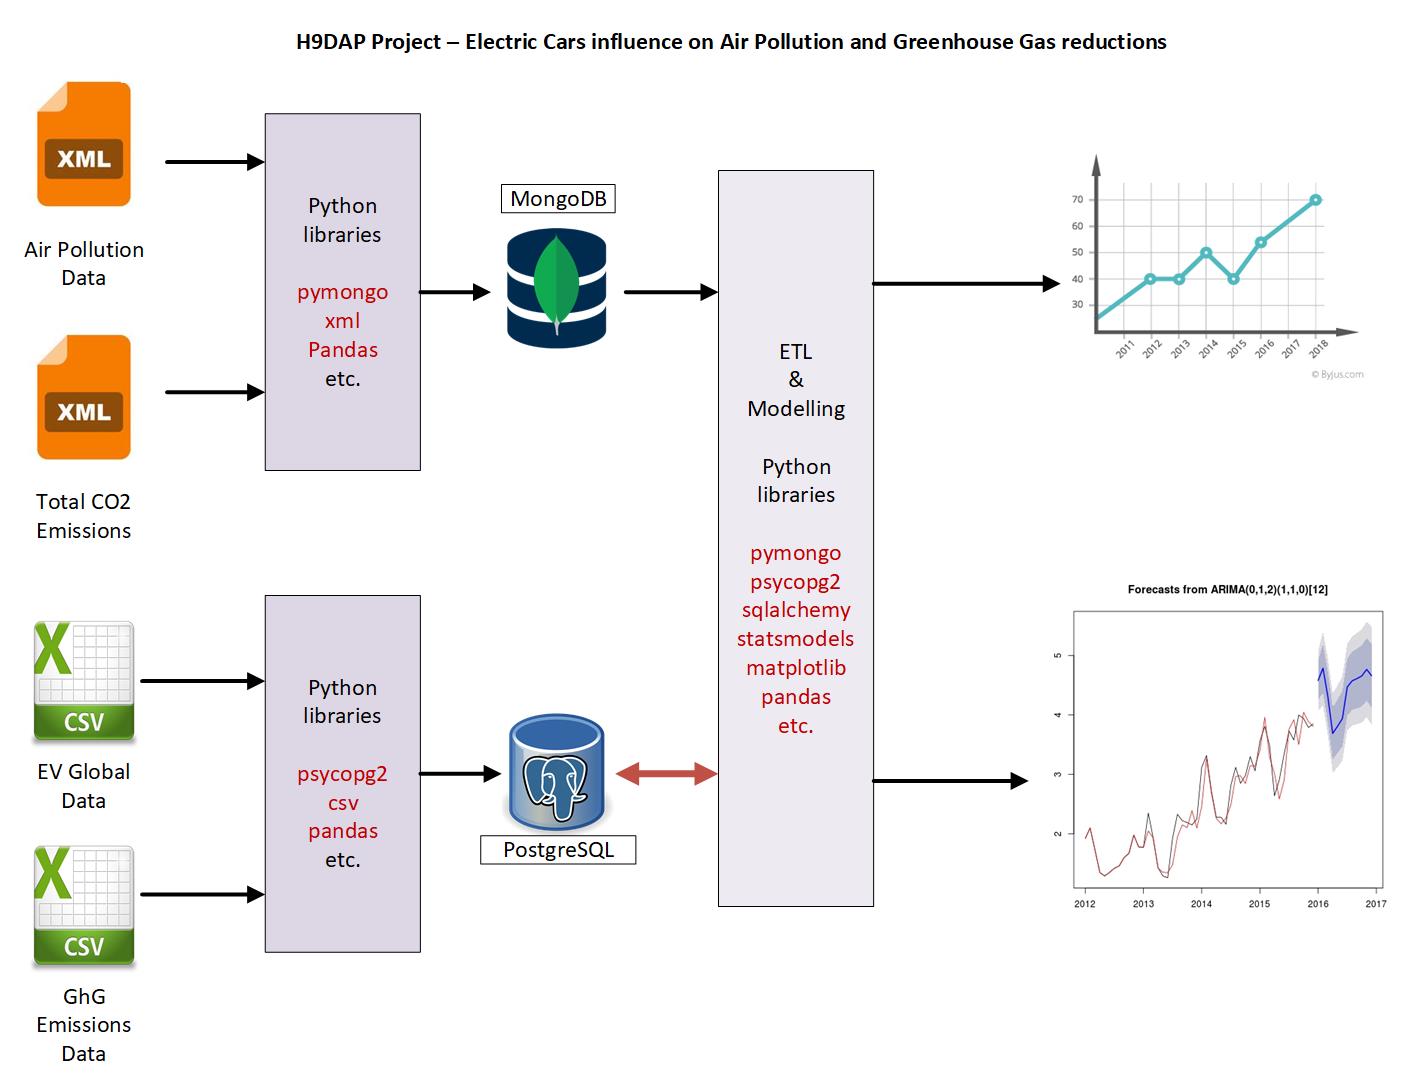 H9DAP Project – Electric Cars influence on Air Pollution and Greenhouse Gas reductions
XML
Air Pollution
Data
XML
Total CO2
Emissions
CSV
EV Global
Data
CSV
GhG
Emissions
Data
Python
libraries
pymongo
xml
Pandas
etc.
Python
libraries
psycopg2
csv
pandas
etc.
MongoDB
PostgreSQL
ETL
&
Modelling
Python
libraries
pymongo
psycopg2
sqlalchemy
statsmodels
matplotlib
pandas
etc.
70
60
50
40
30
2011 2012 2013 2014 2015 2016 2017 2018
© Byjus.com
Forecasts from ARIMA(0,1,2)(1,1,0)[12]
5
4
3
2
2012 2013 2014 2015 2016 2017